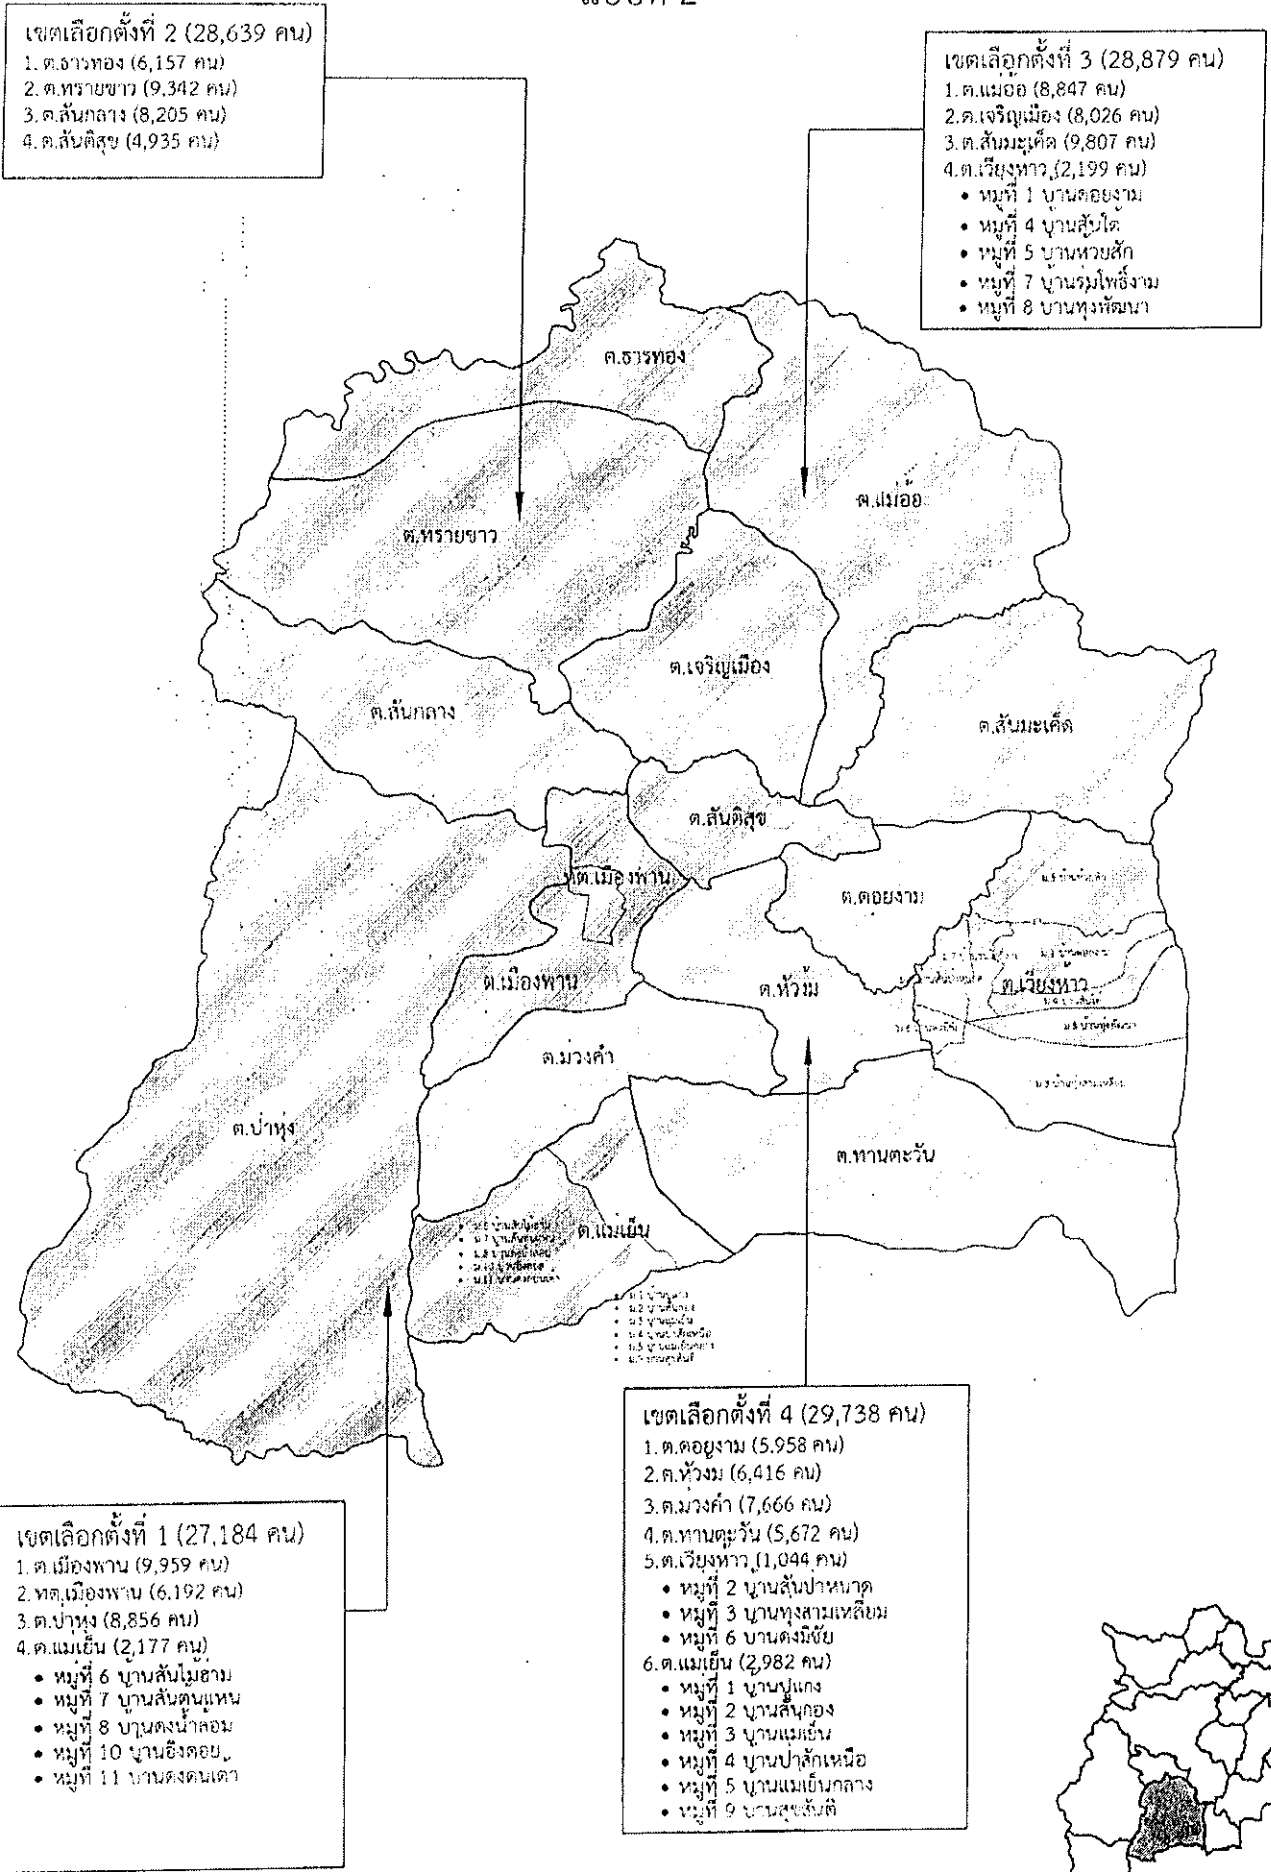 แบบที่ 2
เขตเลือกตั้งที่ 2 (28,639 คน)
1. ต.ธารทอง (6,157 คน)
2. ต.ทรายขาว (9,342 คน)
3. ต.สันกลาง (8,205 คน)
4. ต.สันติสุข (4,935 คน)
เขตเลือกตั้งที่ 3 (28,879 คน)
1.ต.แม่อ้อ (8,847 คน)
2.ต.เจริญเมือง (8,026 คน)
3.ต.สันมะเค็ด (9,807 คน)
4.ต.เวียงห้าว (2,199 คน)
• หมู่ที่ 1 บ้านดอยงาม
• หมู่ที่ 4 บ้านสันใต้
• หมู่ที่ 5 บ้านห้วยสัก
• หมู่ที่ 7 บ้านร่มโพธิ์งาม
• หมู่ที่ 8 บ้านทุ่งพัฒนา
ต.ธารทอง
ต.แม่อ้อ
ต.ทรายขาว
ต.เจริญเมือง
ต.สันกลาง
ต.สันมะเค็ด
ต.สันติสุข
ทต.เมืองพาน
ต.ดอยงาม
ต.เมืองพาน
ต.หัวง้ม
ต.เวียงห้าว
ม.8 บ้านทุ่งพัฒนา
ต.ม่วงคำ
ม.3 บ้านทุ่งสามเหลี่ยม
ต.ป่าหุ่ง
ต.ทานตะวัน
ต.แม่เย็น
เขตเลือกตั้งที่ 4 (29,738 คน)
1.ต.ดอยงาม (5.958 คน)
2.ต.หัวง้ม (6,416 คน)
3.ต.ม่วงคำ (7,666 คน)
4.ต.ทานตะวัน (5,672 คน)
5.ต.เวียงห้าว (1,044 คน)
• หมู่ที่ 2 บ้านสันป่าหนาด
• หมู่ที่ 3 บ้านทุ่งสามเหลี่ยม
• หมู่ที่ 6 บ้านดงมีชัย
6.ต.แม่เย็น (2,982 คน)
• หมู่ที่ 1 บ้านปูแกง
• หมู่ที่ 2 บ้านสันกอง
• หมู่ที่ 3 บ้านแม่เย็น
• หมู่ที่ 4 บ้านป่าสักเหนือ
• หมู่ที่ 5 บ้านแม่เย็นกลาง
• หมู่ที่ 9 บ้านสุขสันติ
เขตเลือกตั้งที่ 1 (27,184 คน)
1. ต.เมืองพาน (9,959 คน)
2. ทต.เมืองพาน (6.192 คน)
3. ต.ป่าหุ่ง (8,856 คน)
4. ต.แม่เย็น (2,177 คน)
• หมู่ที่ 6 บ้านสันไม้ฮาม
• หมู่ที่ 7 บ้านสันต้นแหน
• หมู่ที่ 8 บ้านดงน้ำล้อม
• หมู่ที่ 10 บ้านอิงดอย
• หมู่ที่ 11 บ้านดงต้นเต้า